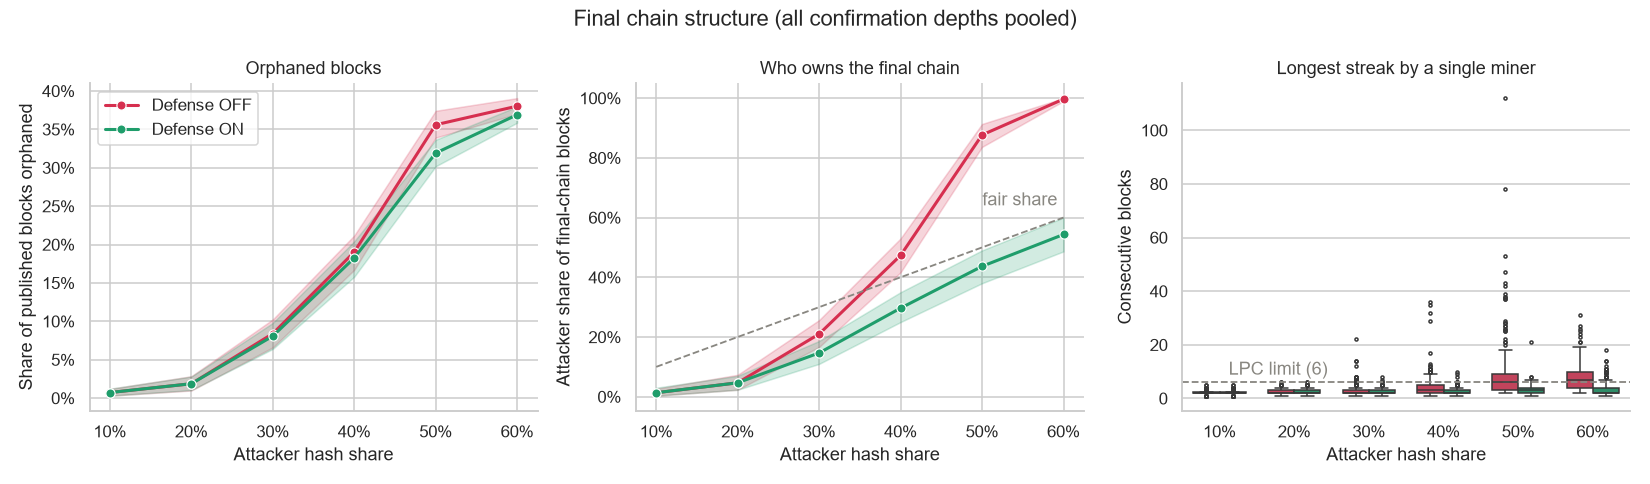 Final chain structure (all confirmation depths pooled)
Orphaned blocks
Share of published blocks orphaned
40%
35%
30%
25%
20%
15%
10%
5%
0%
Defense OFF
Defense ON
10% 20% 30% 40% 50% 60%
Attacker hash share
Who owns the final chain
Attacker share of final-chain blocks
100%
80%
60%
40%
20%
0%
fair share
10% 20% 30% 40% 50% 60%
Attacker hash share
Longest streak by a single miner
Consecutive blocks
100
80
60
40
20
0
LPC limit (6)
10% 20% 30% 40% 50% 60%
Attacker hash share